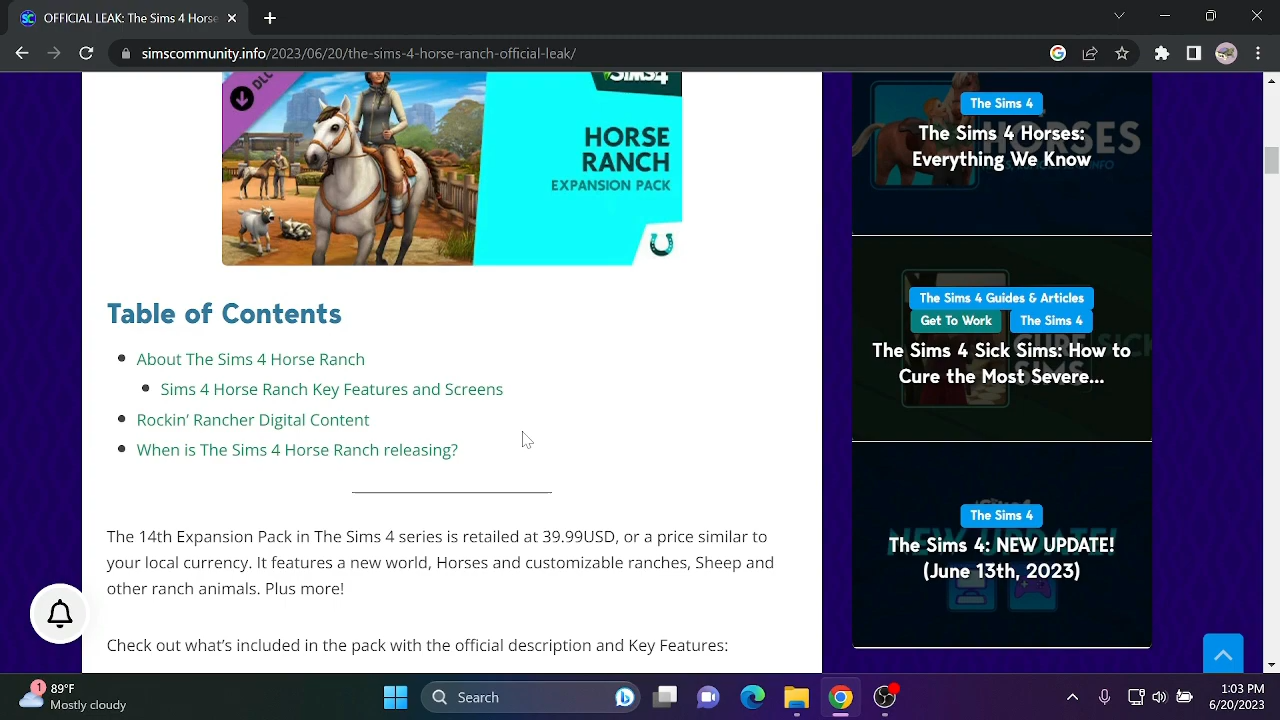 OFFICIAL LEAK: The Sims 4 Horse
simscommunity.info/2023/06/20/the-sims-4-horse-ranch-official-leak/
DLC
HORSE
RANCH
EXPANSION PACK
Table of Contents
About The Sims 4 Horse Ranch
Sims 4 Horse Ranch Key Features and Screens
Rockin’ Rancher Digital Content
When is The Sims 4 Horse Ranch releasing?
The 14th Expansion Pack in The Sims 4 series is retailed at 39.99USD, or a price similar to
your local currency. It features a new world, Horses and customizable ranches, Sheep and
other ranch animals. Plus more!
Check out what’s included in the pack with the official description and Key Features:
The Sims 4
The Sims 4 Horses:
Everything We Know
HORSES
The Sims 4 Guides & Articles
Get To Work
The Sims 4
The Sims 4 Sick Sims: How to
Cure the Most Severe...
The Sims 4
The Sims 4: NEW UPDATE!
(June 13th, 2023)
1
89°F
Mostly cloudy
Search
1:03 PM
6/20/2023